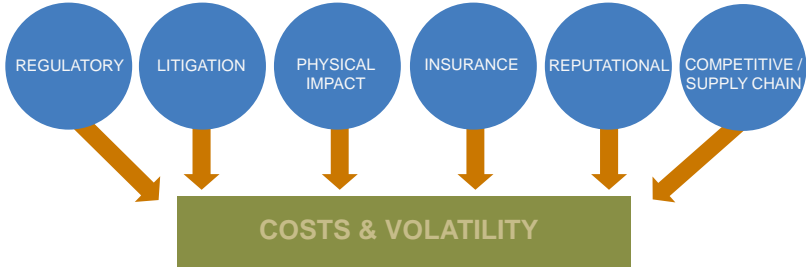 REGULATORY
LITIGATION
PHYSICAL
IMPACT
INSURANCE
REPUTATIONAL
COMPETITIVE /
SUPPLY CHAIN
COSTS & VOLATILITY